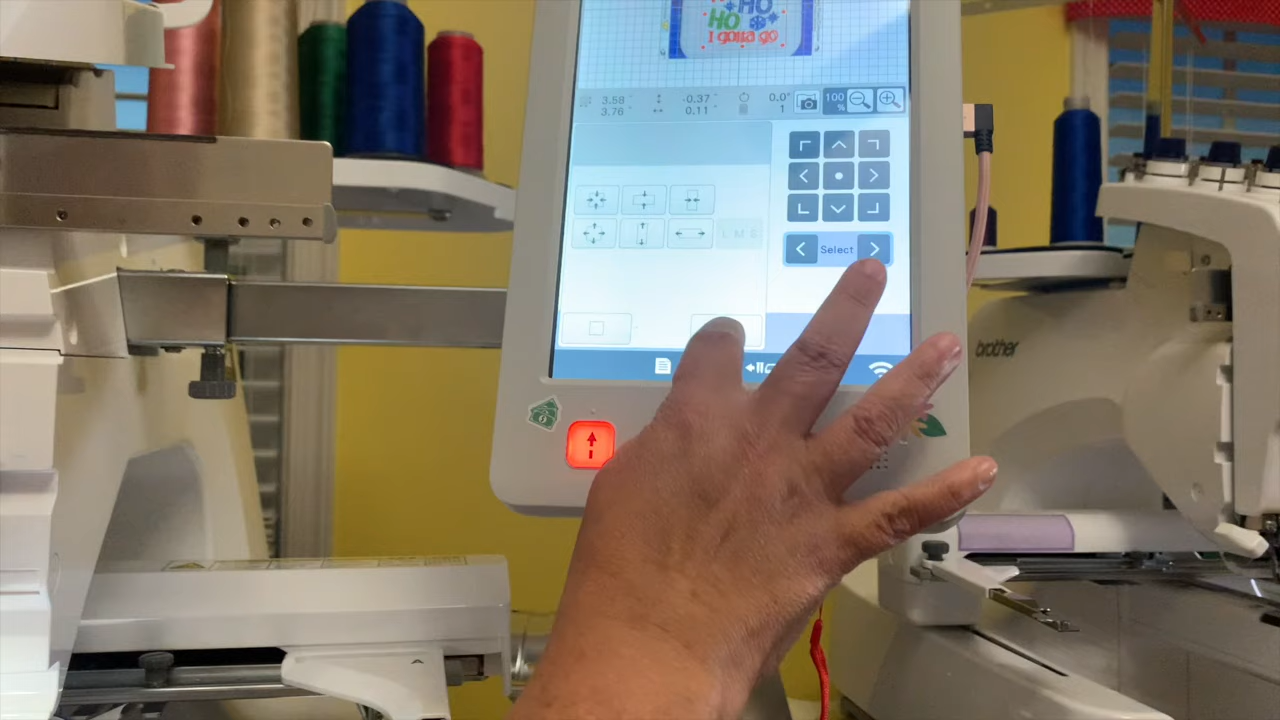 HO
HO
I gotta go
3.58 " -0.37 " 0.0° 100
3.76 " 0.11 " 1 %
Select
brother